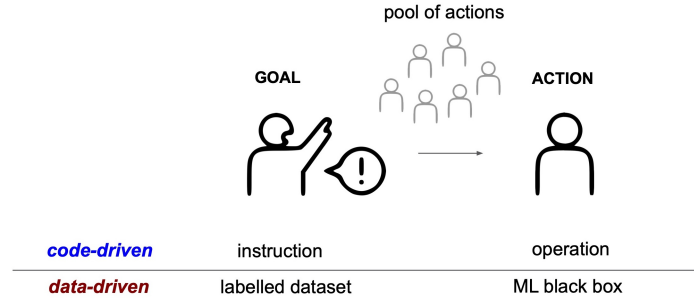 pool of actions
GOAL
ACTION
!
code-driven instruction operation
data-driven labelled dataset ML black box